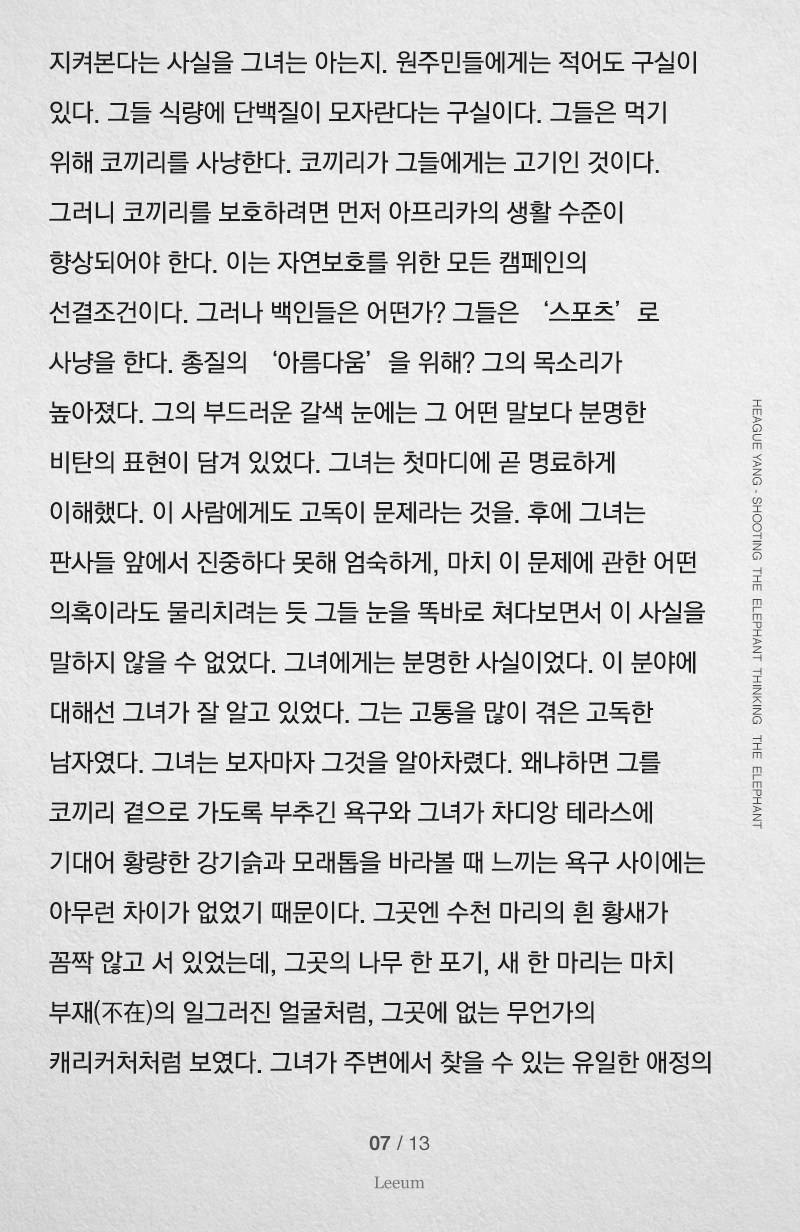 지켜본다는 사실을 그녀는 아는지. 원주민들에게는 적어도 구실이
있다. 그들 식량에 단백질이 모자란다는 구실이다. 그들은 먹기
위해 코끼리를 사냥한다. 코끼리가 그들에게는 고기인 것이다.
그러니 코끼리를 보호하려면 먼저 아프리카의 생활 수준이
향상되어야 한다. 이는 자연보호를 위한 모든 캠페인의
선결조건이다. 그러나 백인들은 어떤가? 그들은 ‘스포츠’로
사냥을 한다. 총질의 ‘아름다움’을 위해? 그의 목소리가
높아졌다. 그의 부드러운 갈색 눈에는 그 어떤 말보다 분명한
비탄의 표현이 담겨 있었다. 그녀는 첫마디에 곧 명료하게
이해했다. 이 사람에게도 고독이 문제라는 것을. 후에 그녀는
판사들 앞에서 진중하다 못해 엄숙하게, 마치 이 문제에 관한 어떤
의혹이라도 물리치려는 듯 그들 눈을 똑바로 쳐다보면서 이 사실을
말하지 않을 수 없었다. 그녀에게는 분명한 사실이었다. 이 분야에
대해선 그녀가 잘 알고 있었다. 그는 고통을 많이 겪은 고독한
남자였다. 그녀는 보자마자 그것을 알아차렸다. 왜냐하면 그를
코끼리 곁으로 가도록 부추긴 욕구와 그녀가 차디앙 테라스에
기대어 황량한 강기슭과 모래톱을 바라볼 때 느끼는 욕구 사이에는
아무런 차이가 없었기 때문이다. 그곳엔 수천 마리의 흰 황새가
꼼짝 않고 서 있었는데, 그곳의 나무 한 포기, 새 한 마리는 마치
부재(不在)의 일그러진 얼굴처럼, 그곳에 없는 무언가의
캐리커처처럼 보였다. 그녀가 주변에서 찾을 수 있는 유일한 애정의
HEAGUE YANG - SHOOTING THE ELEPHANT THINKING THE ELEPHANT
07 / 13
Leeum